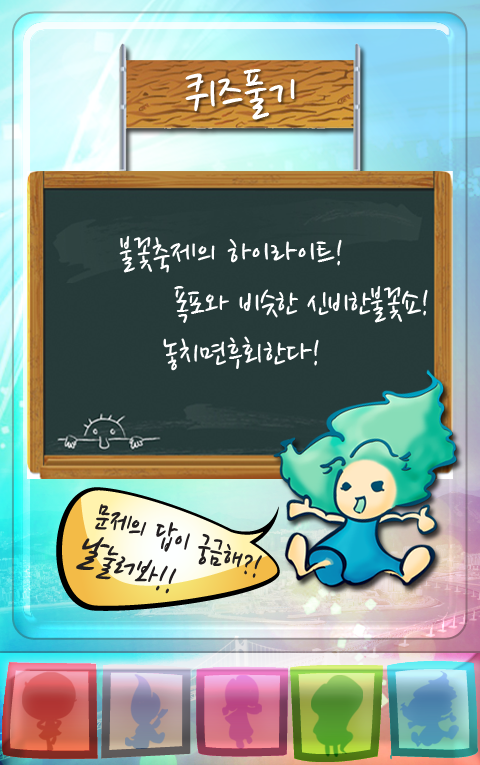 퀴즈풀기
불꽃축제의 하이라이트!
폭포와 비슷한 신비한불꽃쇼!
놓치면후회한다!
문제의 답이 궁금해?!
날눌러봐!!